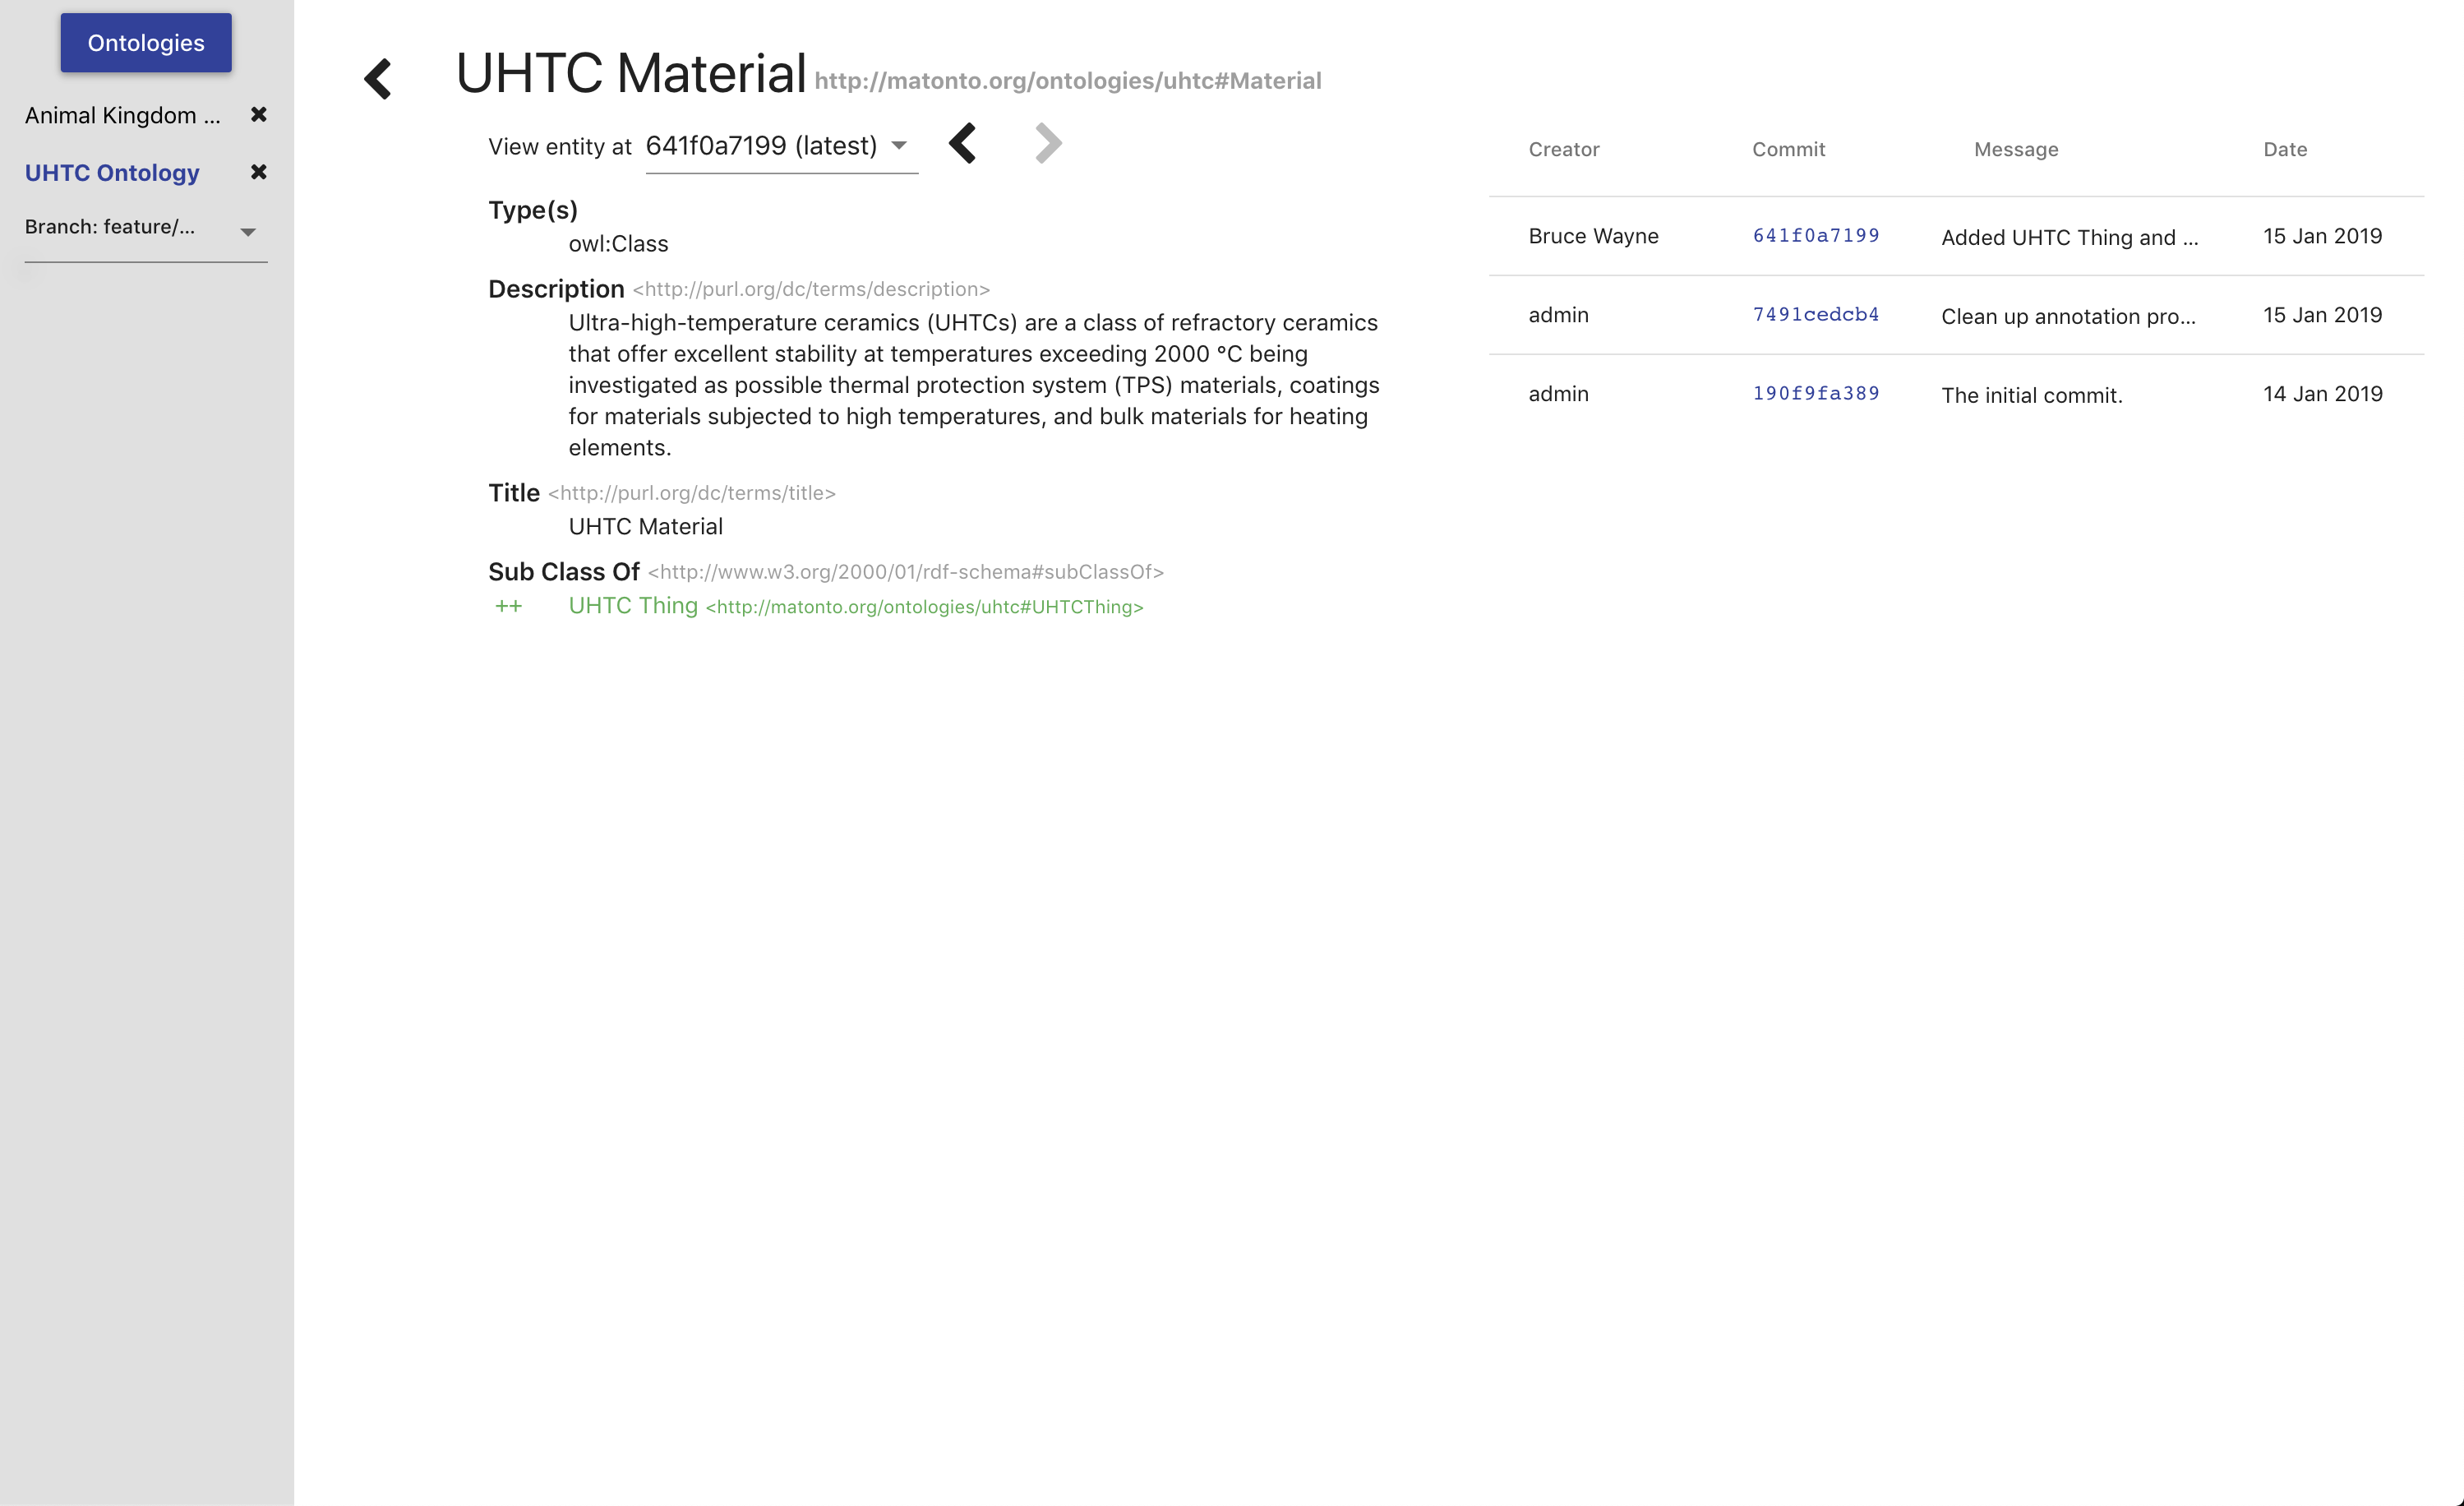 Ontologies
Animal Kingdom ...
UHTC Ontology
Branch: feature/...
UHTC Material http://matonto.org/ontologies/uhtc#Material
View entity at 641f0a7199 (latest)
Type(s)
owl:Class
Description <http://purl.org/dc/terms/description>
Ultra-high-temperature ceramics (UHTCs) are a class of refractory ceramics
that offer excellent stability at temperatures exceeding 2000 °C being
investigated as possible thermal protection system (TPS) materials, coatings
for materials subjected to high temperatures, and bulk materials for heating
elements.
Title <http://purl.org/dc/terms/title>
UHTC Material
Sub Class Of <http://www.w3.org/2000/01/rdf-schema#subClassOf>
++ UHTC Thing <http://matonto.org/ontologies/uhtc#UHTCThing>
Creator Commit Message Date
Bruce Wayne 641f0a7199 Added UHTC Thing and ... 15 Jan 2019
admin 7491cedcb4 Clean up annotation pro... 15 Jan 2019
admin 190f9fa389 The initial commit. 14 Jan 2019